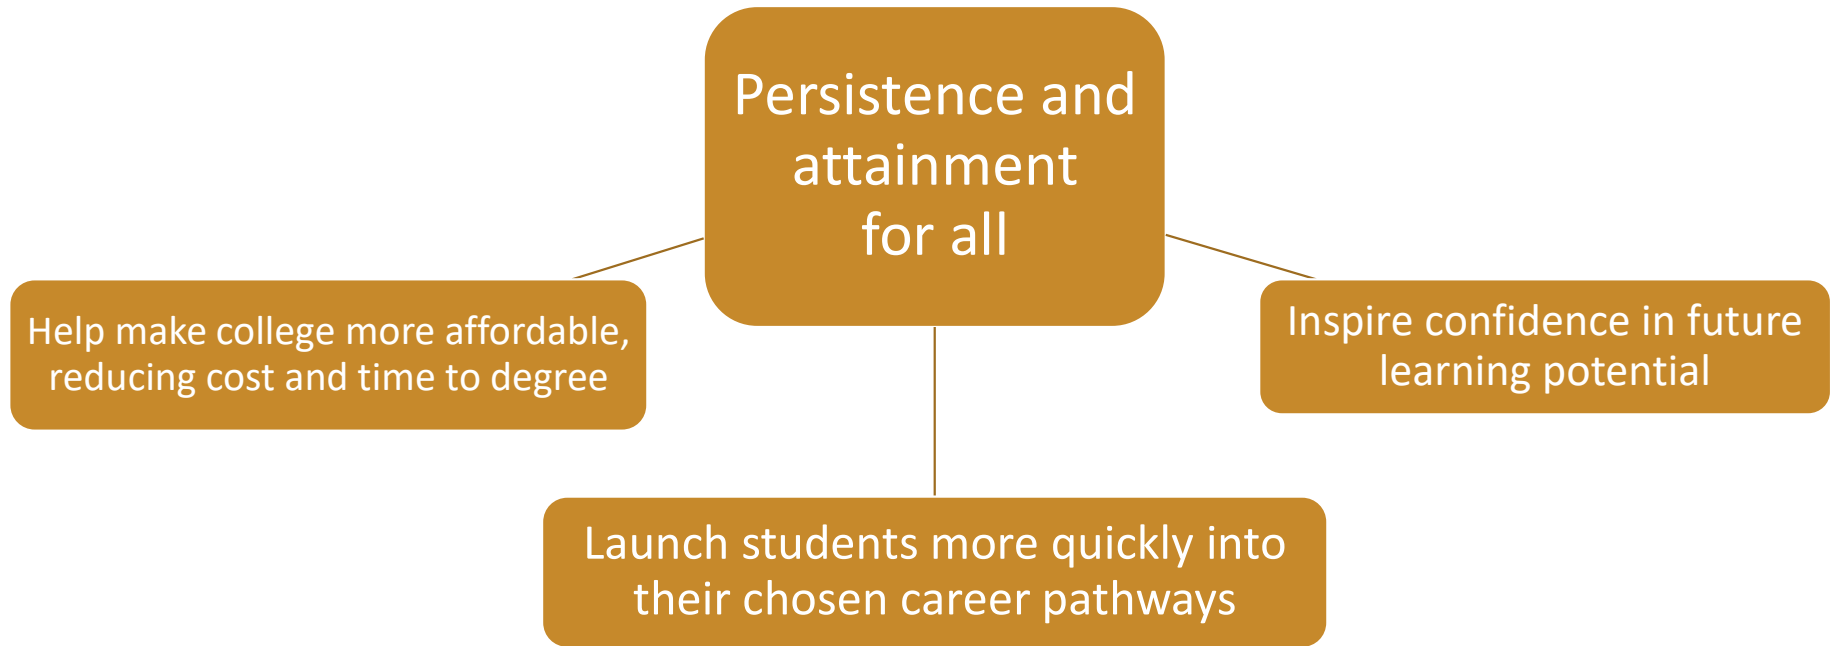 Persistence and
attainment
for all
Help make college more affordable,
reducing cost and time to degree
Inspire confidence in future
learning potential
Launch students more quickly into
their chosen career pathways